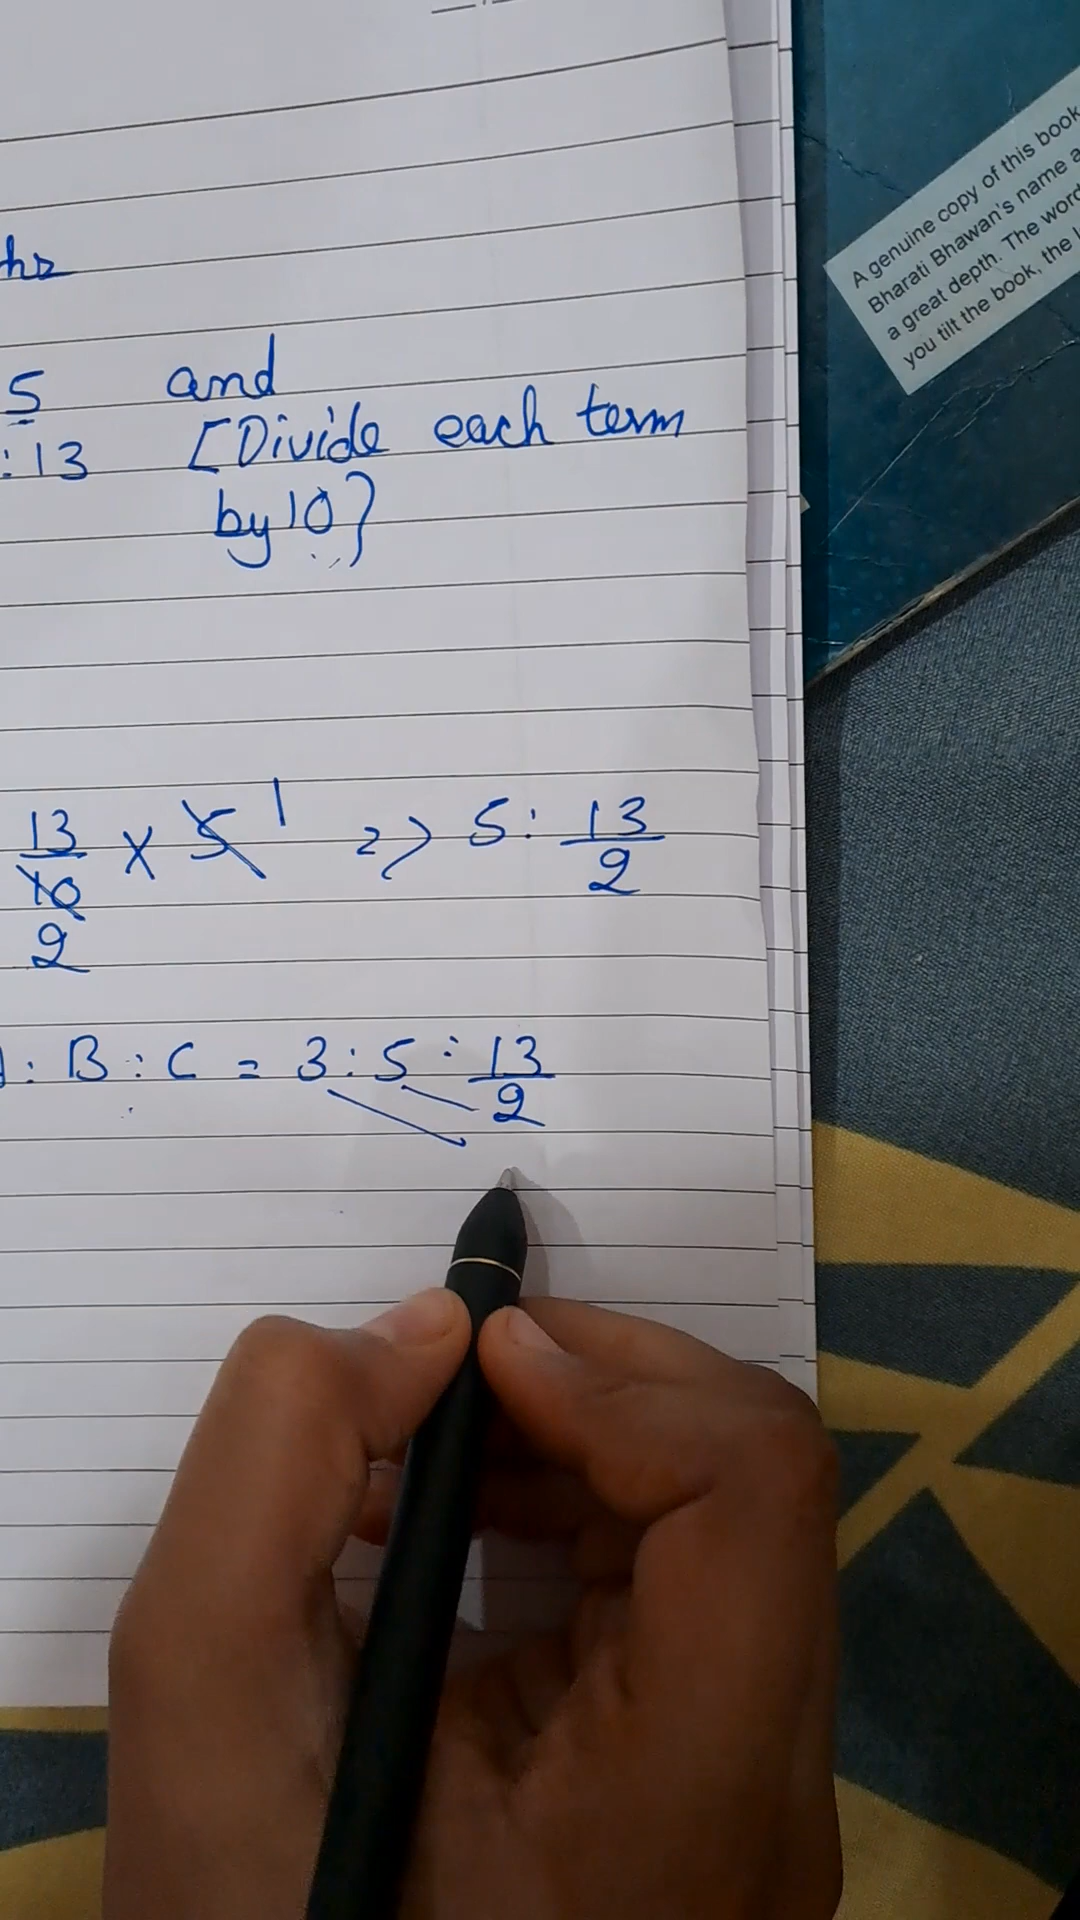 5 and
: 13 [Divide each term
by 10}
13/10 × 5 1 => 5 : 13/2
2
: B : C = 3 : 5 : 13/2
A genuine copy of this book
Bharati Bhawan's name a
a great depth. The word
you tilt the book, the l